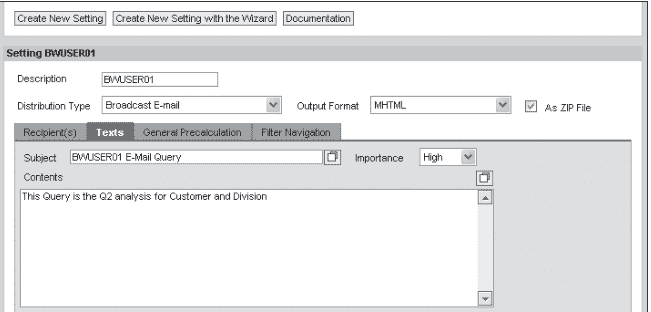 Create New Setting Create New Setting with the Wizard Documentation
Setting BWUSER01
Description BWUSER01
Distribution Type Broadcast E-mail Output Format MHTML As ZIP File
Recipient(s) Texts General Precalculation Filter Navigation
Subject BWUSER01 E-Mail Query Importance High
Contents
This Query is the Q2 analysis for Customer and Division